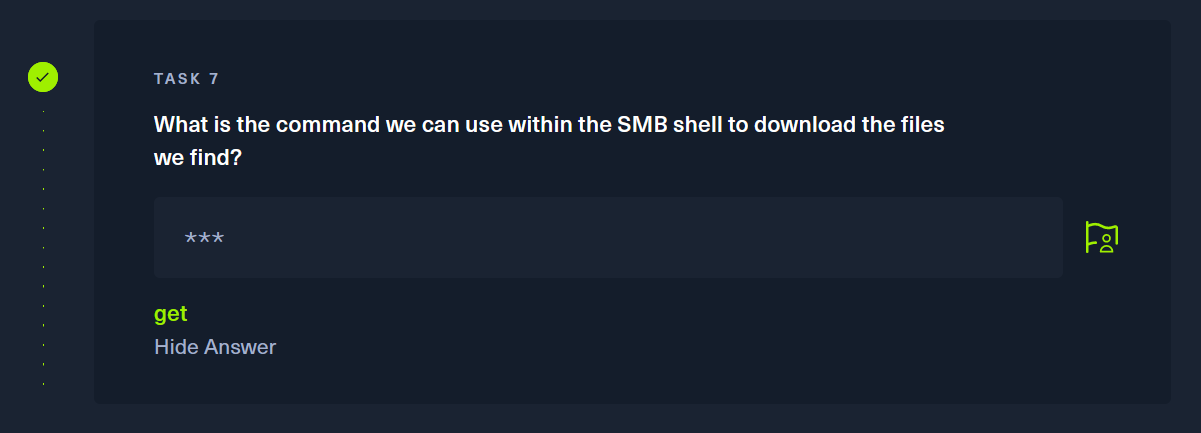 TASK 7
What is the command we can use within the SMB shell to download the files
we find?
***
get
Hide Answer